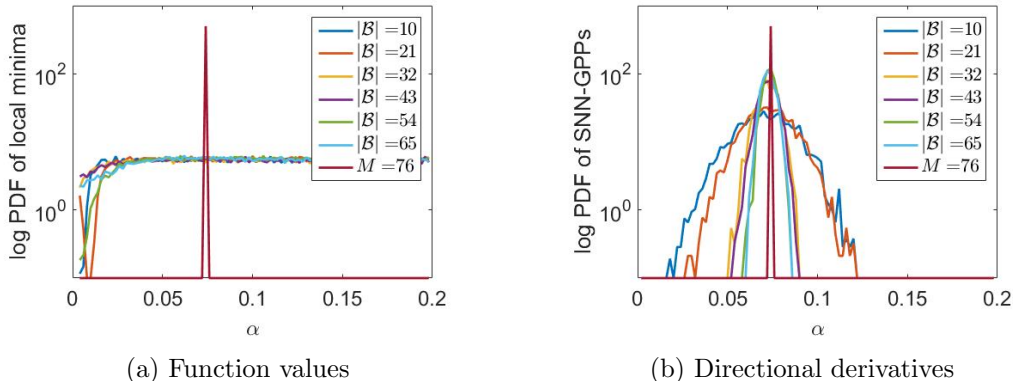 log PDF of local minima
10^2
10^0
|B| =10
|B| =21
|B| =32
|B| =43
|B| =54
|B| =65
M =76
0 0.05 0.1 0.15 0.2
α
(a) Function values
log PDF of SNN-GPPs
10^2
10^0
|B| =10
|B| =21
|B| =32
|B| =43
|B| =54
|B| =65
M =76
0 0.05 0.1 0.15 0.2
α
(b) Directional derivatives